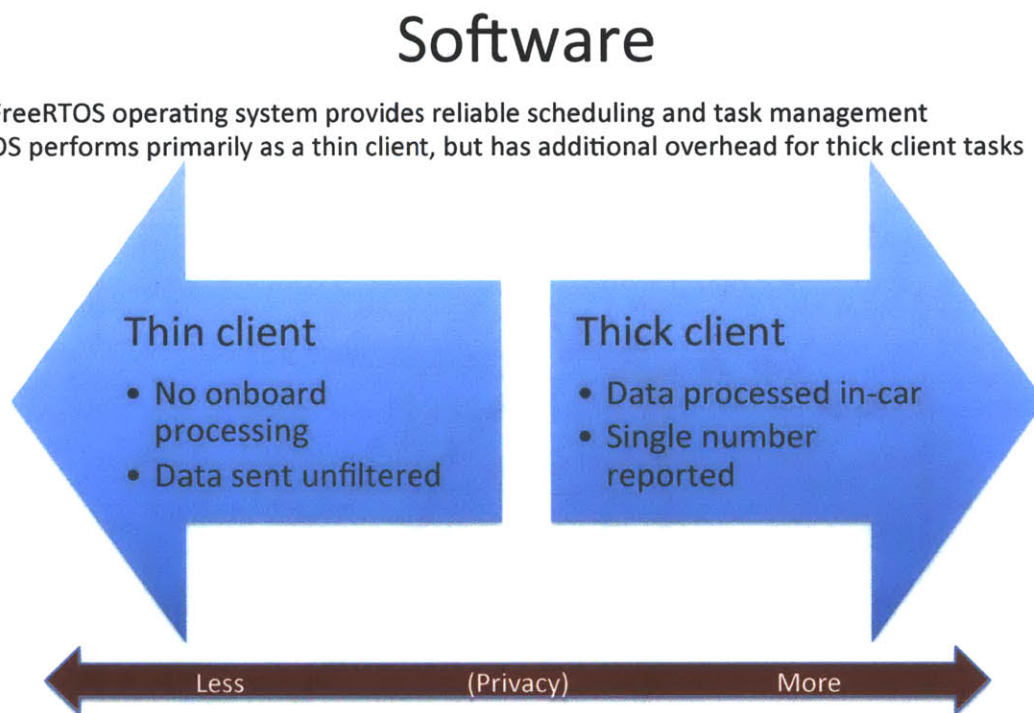 Software
FreeRTOS operating system provides reliable scheduling and task management
OS performs primarily as a thin client, but has additional overhead for thick client tasks
Thin client
• No onboard
processing
• Data sent unfiltered
Thick client
• Data processed in-car
• Single number
reported
Less (Privacy) More